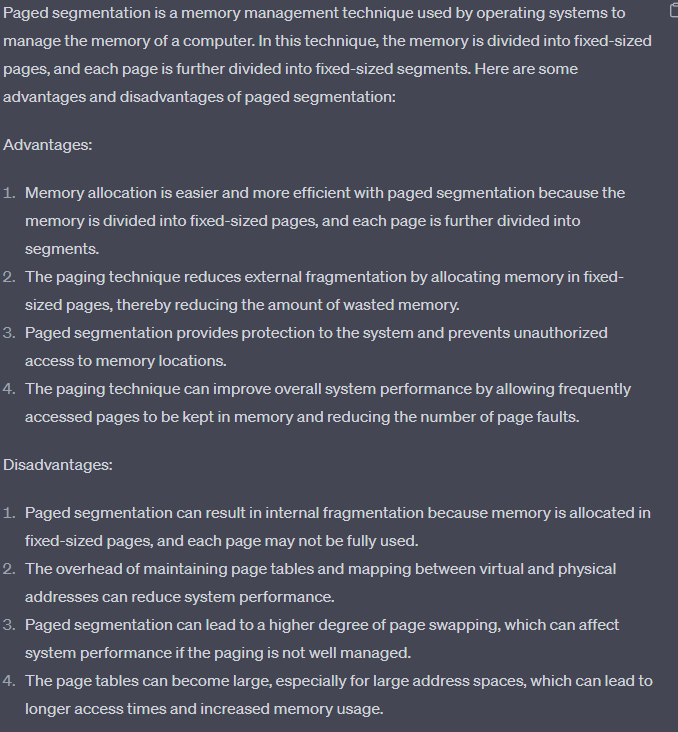 Paged segmentation is a memory management technique used by operating systems to
manage the memory of a computer. In this technique, the memory is divided into fixed-sized
pages, and each page is further divided into fixed-sized segments. Here are some
advantages and disadvantages of paged segmentation:
Advantages:
1. Memory allocation is easier and more efficient with paged segmentation because the
memory is divided into fixed-sized pages, and each page is further divided into
segments.
2. The paging technique reduces external fragmentation by allocating memory in fixed-
sized pages, thereby reducing the amount of wasted memory.
3. Paged segmentation provides protection to the system and prevents unauthorized
access to memory locations.
4. The paging technique can improve overall system performance by allowing frequently
accessed pages to be kept in memory and reducing the number of page faults.
Disadvantages:
1. Paged segmentation can result in internal fragmentation because memory is allocated in
fixed-sized pages, and each page may not be fully used.
2. The overhead of maintaining page tables and mapping between virtual and physical
addresses can reduce system performance.
3. Paged segmentation can lead to a higher degree of page swapping, which can affect
system performance if the paging is not well managed.
4. The page tables can become large, especially for large address spaces, which can lead to
longer access times and increased memory usage.